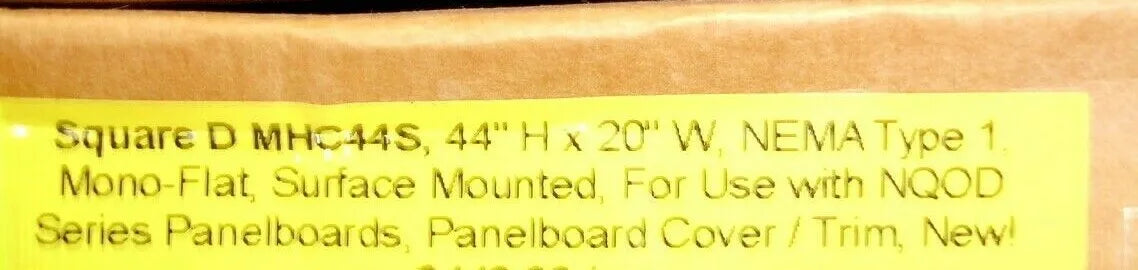 Square D MHC44S, 44" H x 20" W, NEMA Type 1,
Mono-Flat, Surface Mounted, For Use with NQOD
Series Panelboards, Panelboard Cover / Trim, New!